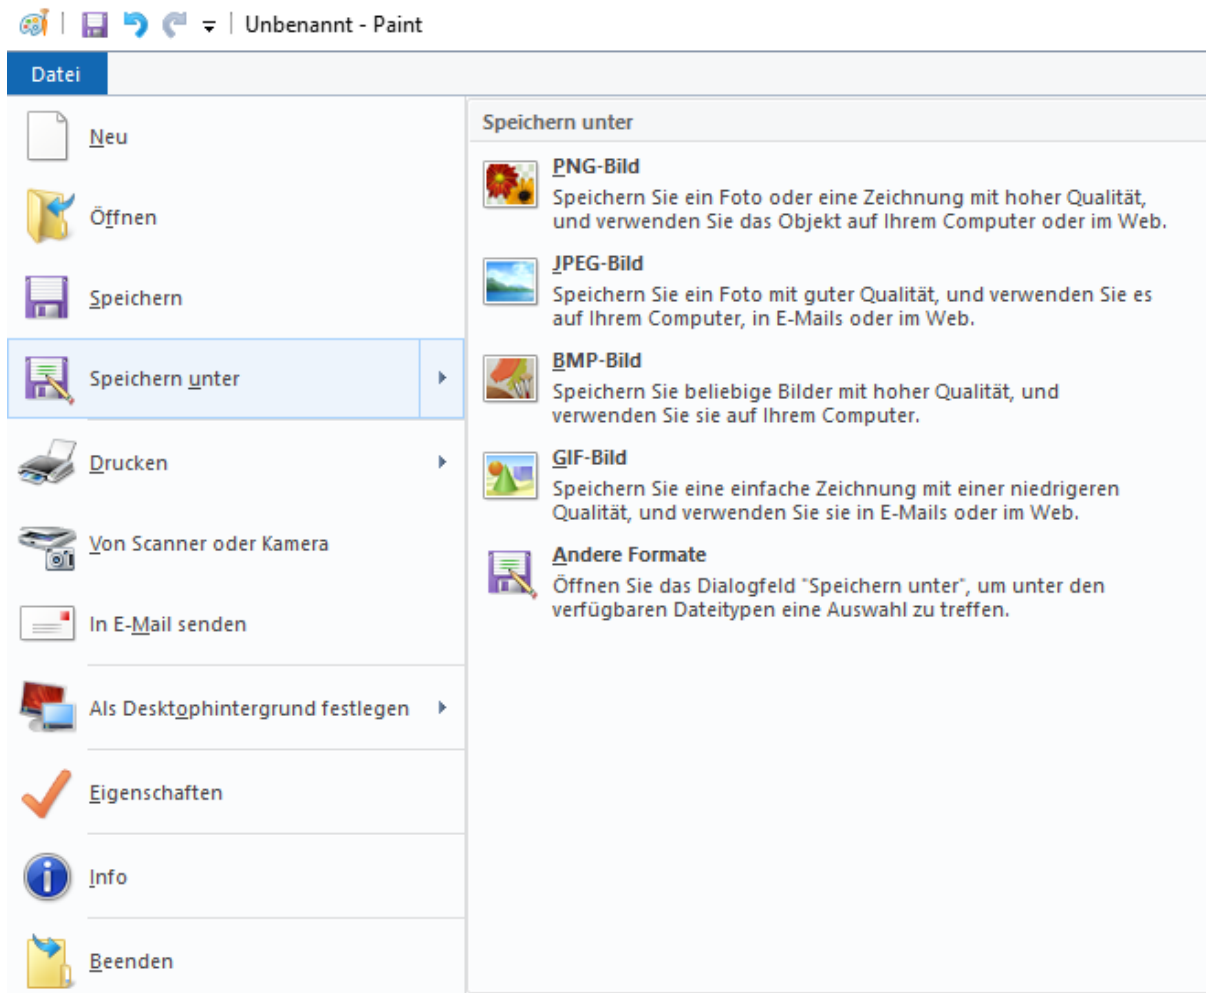 Unbenannt - Paint
Datei
Neu
Öffnen
Speichern
Speichern unter
Drucken
Von Scanner oder Kamera
In E-Mail senden
Als Desktophintergrund festlegen
Eigenschaften
Info
Beenden
Speichern unter
PNG-Bild
Speichern Sie ein Foto oder eine Zeichnung mit hoher Qualität,
und verwenden Sie das Objekt auf Ihrem Computer oder im Web.
JPEG-Bild
Speichern Sie ein Foto mit guter Qualität, und verwenden Sie es
auf Ihrem Computer, in E-Mails oder im Web.
BMP-Bild
Speichern Sie beliebige Bilder mit hoher Qualität, und
verwenden Sie sie auf Ihrem Computer.
GIF-Bild
Speichern Sie eine einfache Zeichnung mit einer niedrigeren
Qualität, und verwenden Sie sie in E-Mails oder im Web.
Andere Formate
Öffnen Sie das Dialogfeld "Speichern unter", um unter den
verfügbaren Dateitypen eine Auswahl zu treffen.